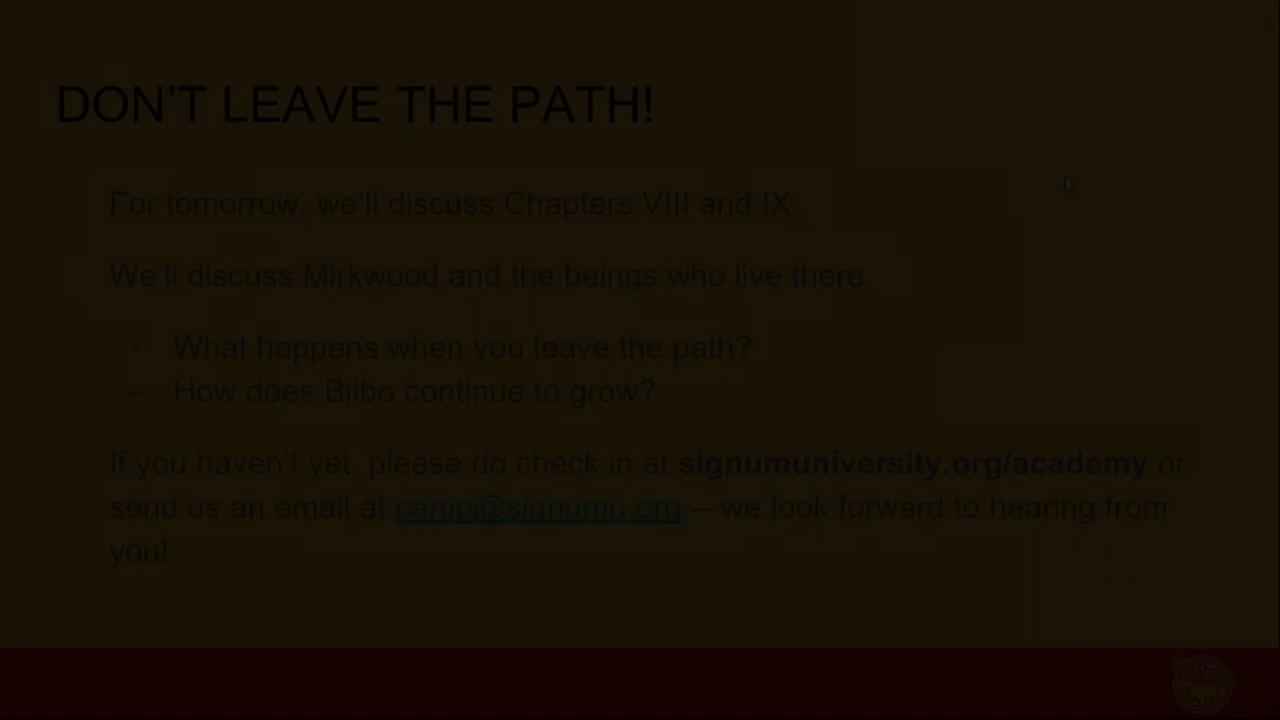 DON'T LEAVE THE PATH!
For tomorrow, we'll discuss Chapters VIII and IX.
We'll discuss Mirkwood and the beings who live there.
- What happens when you leave the path?
- How does Bilbo continue to grow?
If you haven't yet, please do check in at signumuniversity.org/academy or
send us an email at camp@signumu.org – we look forward to hearing from
you!